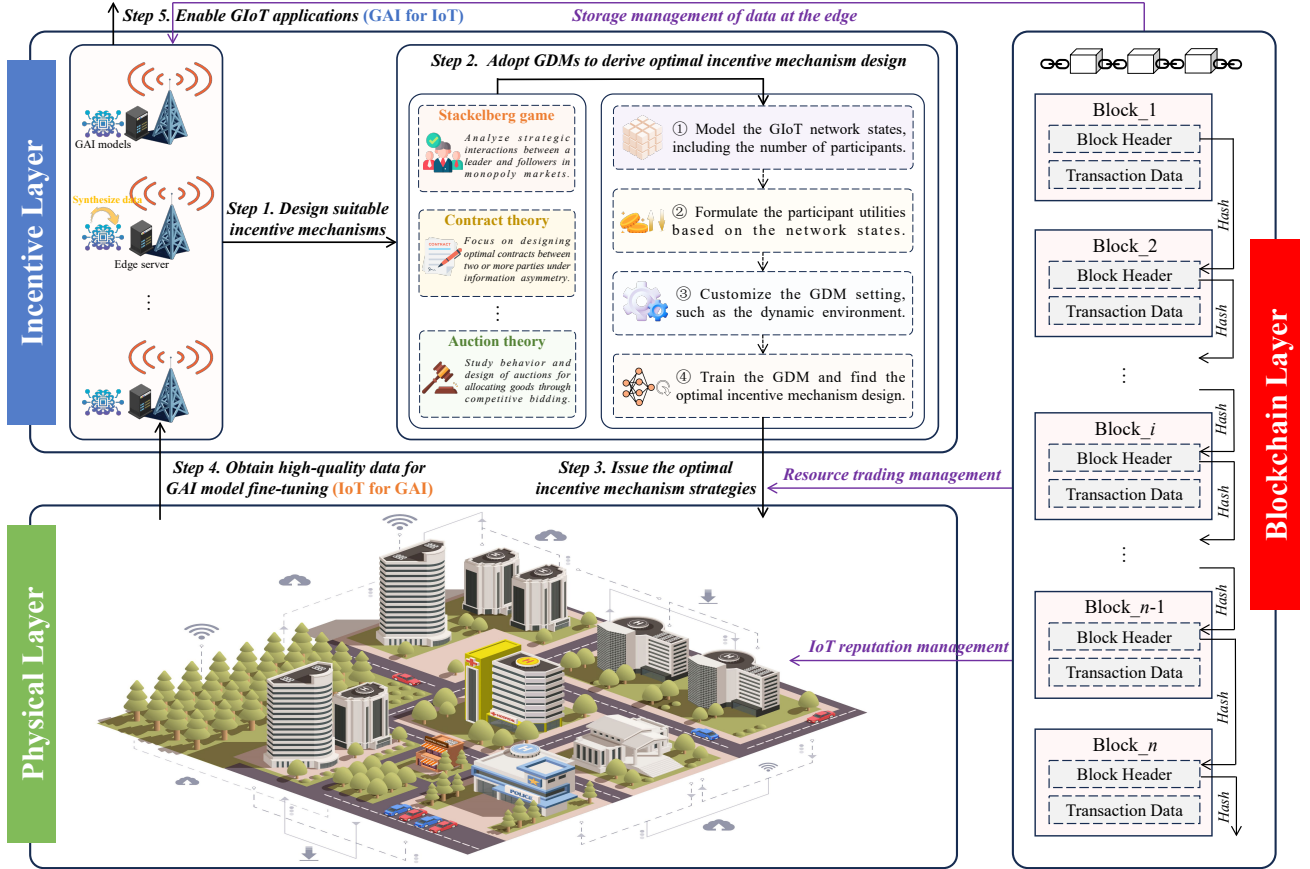 Step 5. Enable GIoT applications (GAI for IoT)
Storage management of data at the edge
Incentive Layer
GAI models
Synthesize data
Edge server
⋮
Step 1. Design suitable
incentive mechanisms
Step 2. Adopt GDMs to derive optimal incentive mechanism design
Stackelberg game
Analyze strategic
interactions between a
leader and followers in
monopoly markets.
Contract theory
CONTRACT
Focus on designing
optimal contracts between
two or more parties under
information asymmetry.
⋮
Auction theory
Study behavior and
design of auctions for
allocating goods through
competitive bidding.
① Model the GIoT network states,
including the number of participants.
② Formulate the participant utilities
based on the network states.
③ Customize the GDM setting,
such as the dynamic environment.
④ Train the GDM and find the
optimal incentive mechanism design.
Step 4. Obtain high-quality data for
GAI model fine-tuning (IoT for GAI)
Step 3. Issue the optimal
incentive mechanism strategies
Resource trading management
Physical Layer
IoT reputation management
H
H
H
H
H
H
H
H
POLICE
Blockchain Layer
Block_1
Block Header
Transaction Data
Hash
Block_2
Block Header
Transaction Data
Hash
⋮
Hash
Block_i
Block Header
Transaction Data
Hash
⋮
Hash
Block_n-1
Block Header
Transaction Data
Hash
Block_n
Block Header
Transaction Data
Hash